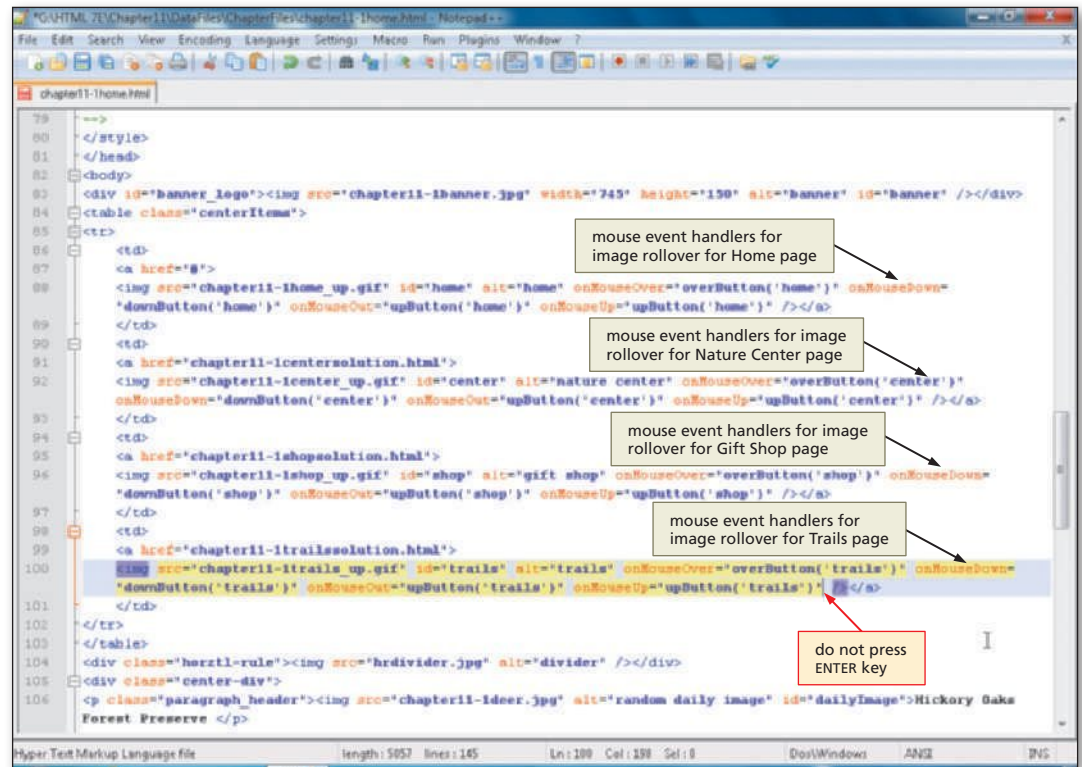 *G:\HTML 7E\Chapter11\DataFiles\ChapterFiles\chapter11-1home.html - Notepad++
File Edit Search View Encoding Language Settings Macro Run Plugins Window ?
X
chapter11-1home.html
79 -->
80 </style>
81 </head>
82 <body>
83 <div id="banner_logo"><img src="chapter11-1banner.jpg" width="745" height="150" alt="banner" id="banner" /></div>
84 <table class="centerItems">
85 <tr>
mouse event handlers for
image rollover for Home page
86 <td>
87 <a href="#">
88 <img src="chapter11-1home_up.gif" id="home" alt="home" onMouseOver="overButton('home')" onMouseDown=
"downButton('home')" onMouseOut="upButton('home')" onMouseUp="upButton('home')" /></a>
89 </td>
mouse event handlers for image
rollover for Nature Center page
90 <td>
91 <a href="chapter11-1centersolution.html">
92 <img src="chapter11-1center_up.gif" id="center" alt="nature center" onMouseOver="overButton('center')"
onMouseDown="downButton('center')" onMouseOut="upButton('center')" onMouseUp="upButton('center')" /></a>
93 </td>
mouse event handlers for image
rollover for Gift Shop page
94 <td>
95 <a href="chapter11-1shopsolution.html">
96 <img src="chapter11-1shop_up.gif" id="shop" alt="gift shop" onMouseOver="overButton('shop')" onMouseDown=
"downButton('shop')" onMouseOut="upButton('shop')" onMouseUp="upButton('shop')" /></a>
97 </td>
mouse event handlers for
image rollover for Trails page
98 <td>
99 <a href="chapter11-1trailssolution.html">
100 <img src="chapter11-1trails_up.gif" id="trails" alt="trails" onMouseOver="overButton('trails')" onMouseDown=
"downButton('trails')" onMouseOut="upButton('trails')" onMouseUp="upButton('trails')" /></a>
101 </td>
102 </tr>
103 </table>
do not press
ENTER key
104 <div class="horztl-rule"><img src="hrdivider.jpg" alt="divider" /></div>
105 <div class="center-div">
106 <p class="paragraph_header"><img src="chapter11-1deer.jpg" alt="random daily image" id="dailyImage">Hickory Oaks
Forest Preserve </p>
Hyper Text Markup Language file length : 5057 lines : 145 Ln : 100 Col : 198 Sel : 0 Dos\Windows ANSI INS